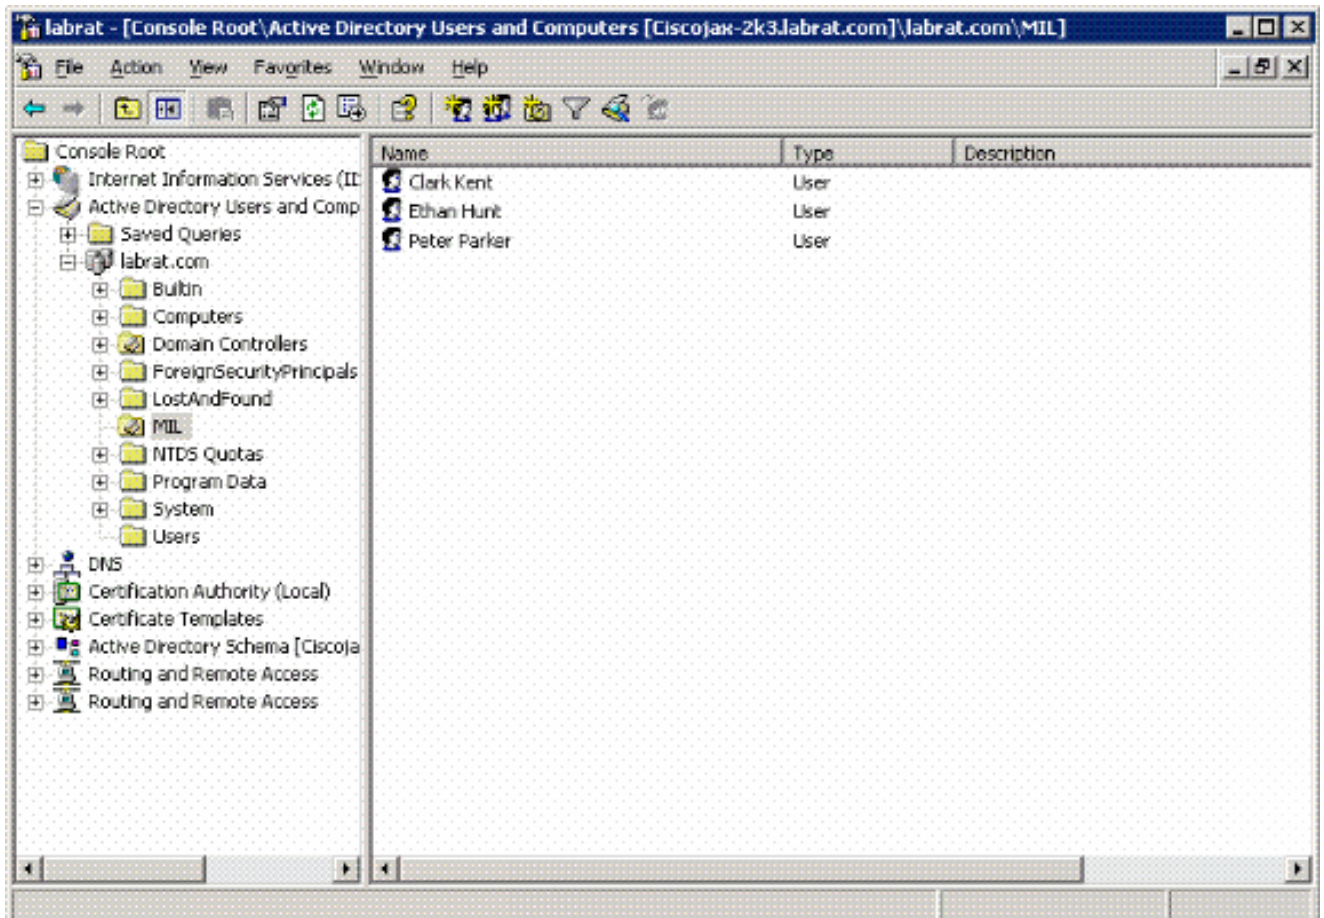 labrat - [Console Root\Active Directory Users and Computers [Ciscojax-2k3.labrat.com]\labrat.com\MIL]
File Action View Favorites Window Help
Console Root
Internet Information Services (II
Active Directory Users and Comp
Saved Queries
labrat.com
Builtin
Computers
Domain Controllers
ForeignSecurityPrincipals
LostAndFound
MIL
NTDS Quotas
Program Data
System
Users
DNS
Certification Authority (Local)
Certificate Templates
Active Directory Schema [Ciscoja
Routing and Remote Access
Routing and Remote Access
Name Type Description
Clark Kent User
Ethan Hunt User
Peter Parker User